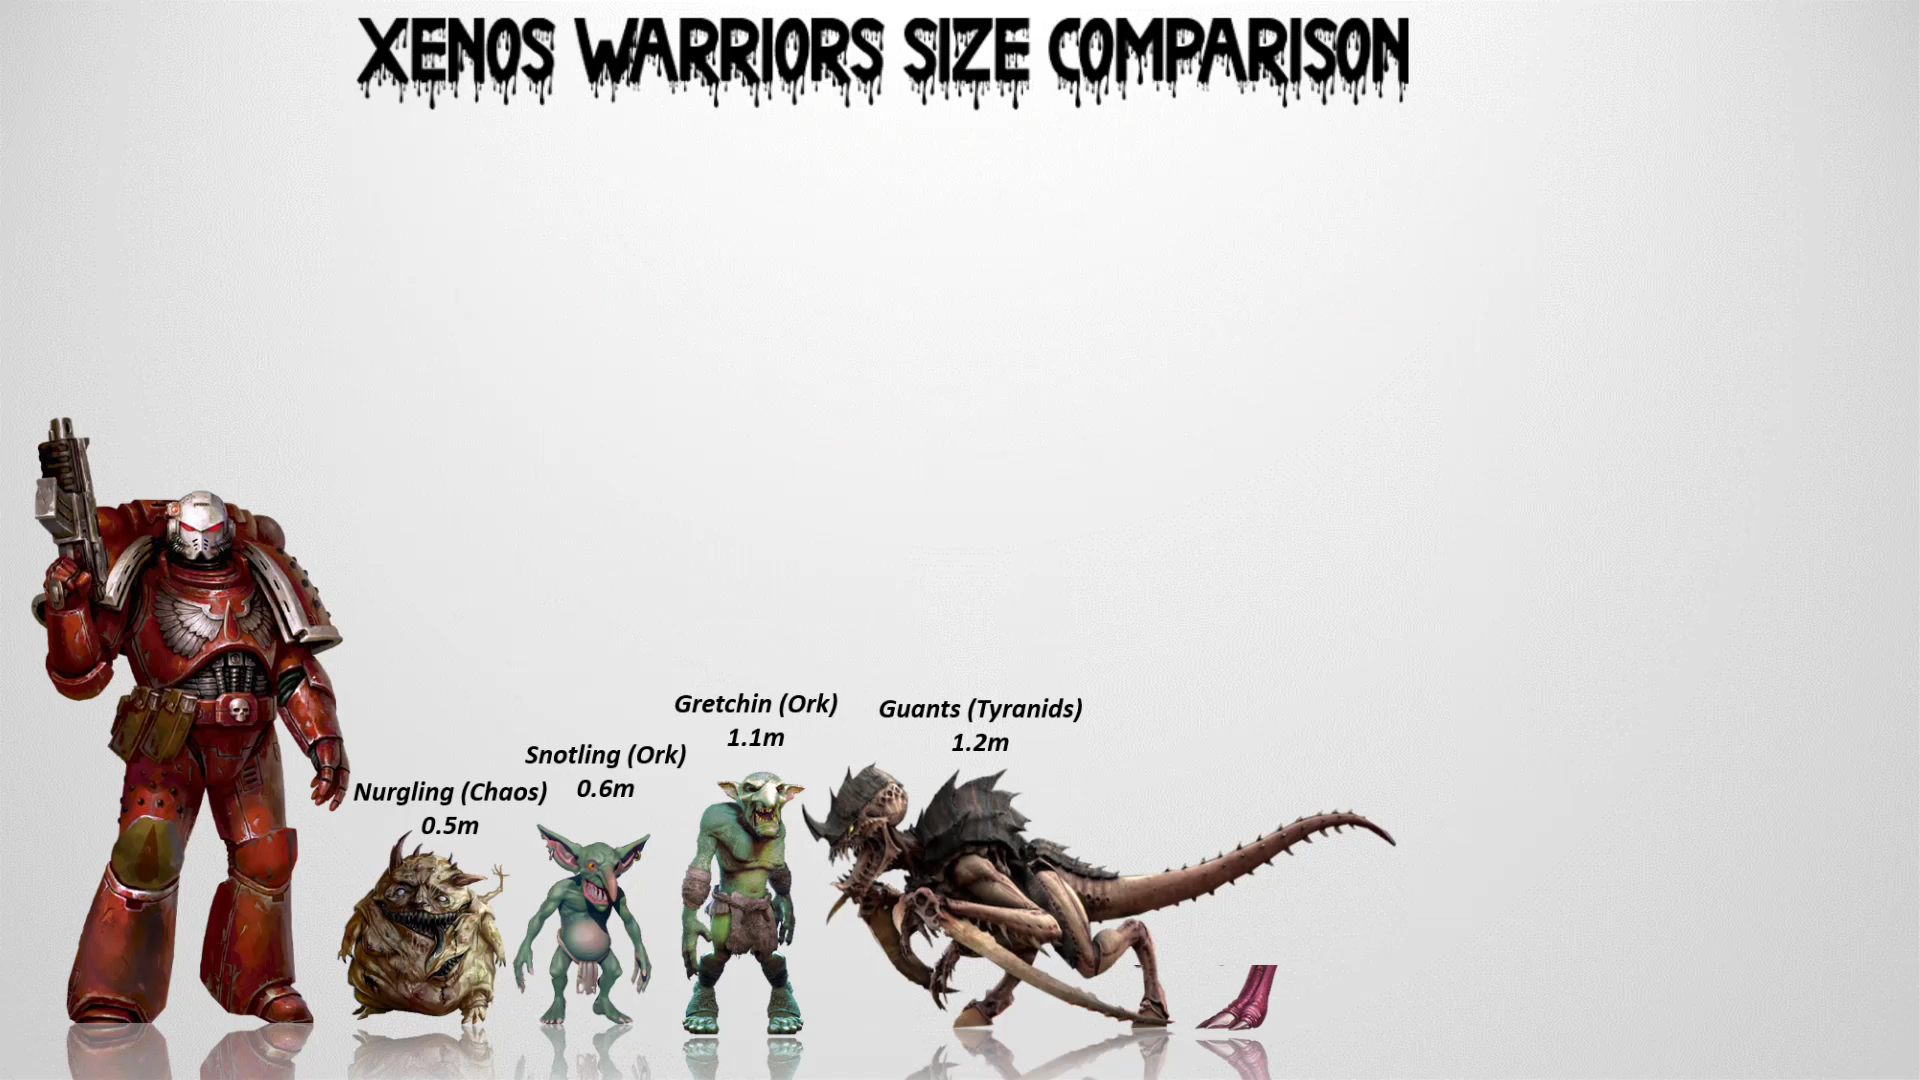 XENOS WARRIORS SIZE COMPARISON
Gretchin (Ork)
1.1m
Guants (Tyranids)
1.2m
Snotling (Ork)
0.6m
Nurgling (Chaos)
0.5m